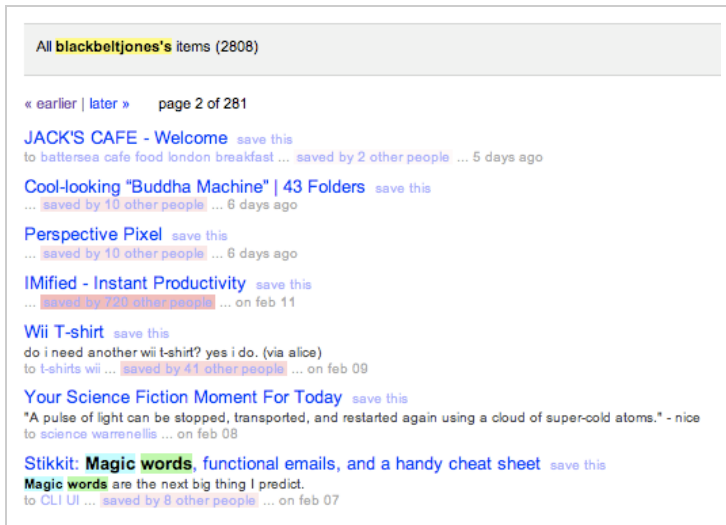 All blackbeltjones's items (2808)
« earlier | later » page 2 of 281
JACK'S CAFE - Welcome save this
to battersea cafe food london breakfast ... saved by 2 other people ... 5 days ago
Cool-looking “Buddha Machine” | 43 Folders save this
... saved by 10 other people ... 6 days ago
Perspective Pixel save this
... saved by 10 other people ... 6 days ago
IMified - Instant Productivity save this
... saved by 720 other people ... on feb 11
Wii T-shirt save this
do i need another wii t-shirt? yes i do. (via alice)
to t-shirts wii ... saved by 41 other people ... on feb 09
Your Science Fiction Moment For Today save this
"A pulse of light can be stopped, transported, and restarted again using a cloud of super-cold atoms." - nice
to science warrenellis ... on feb 08
Stikkit: Magic words, functional emails, and a handy cheat sheet save this
Magic words are the next big thing I predict.
to CLI UI ... saved by 8 other people ... on feb 07